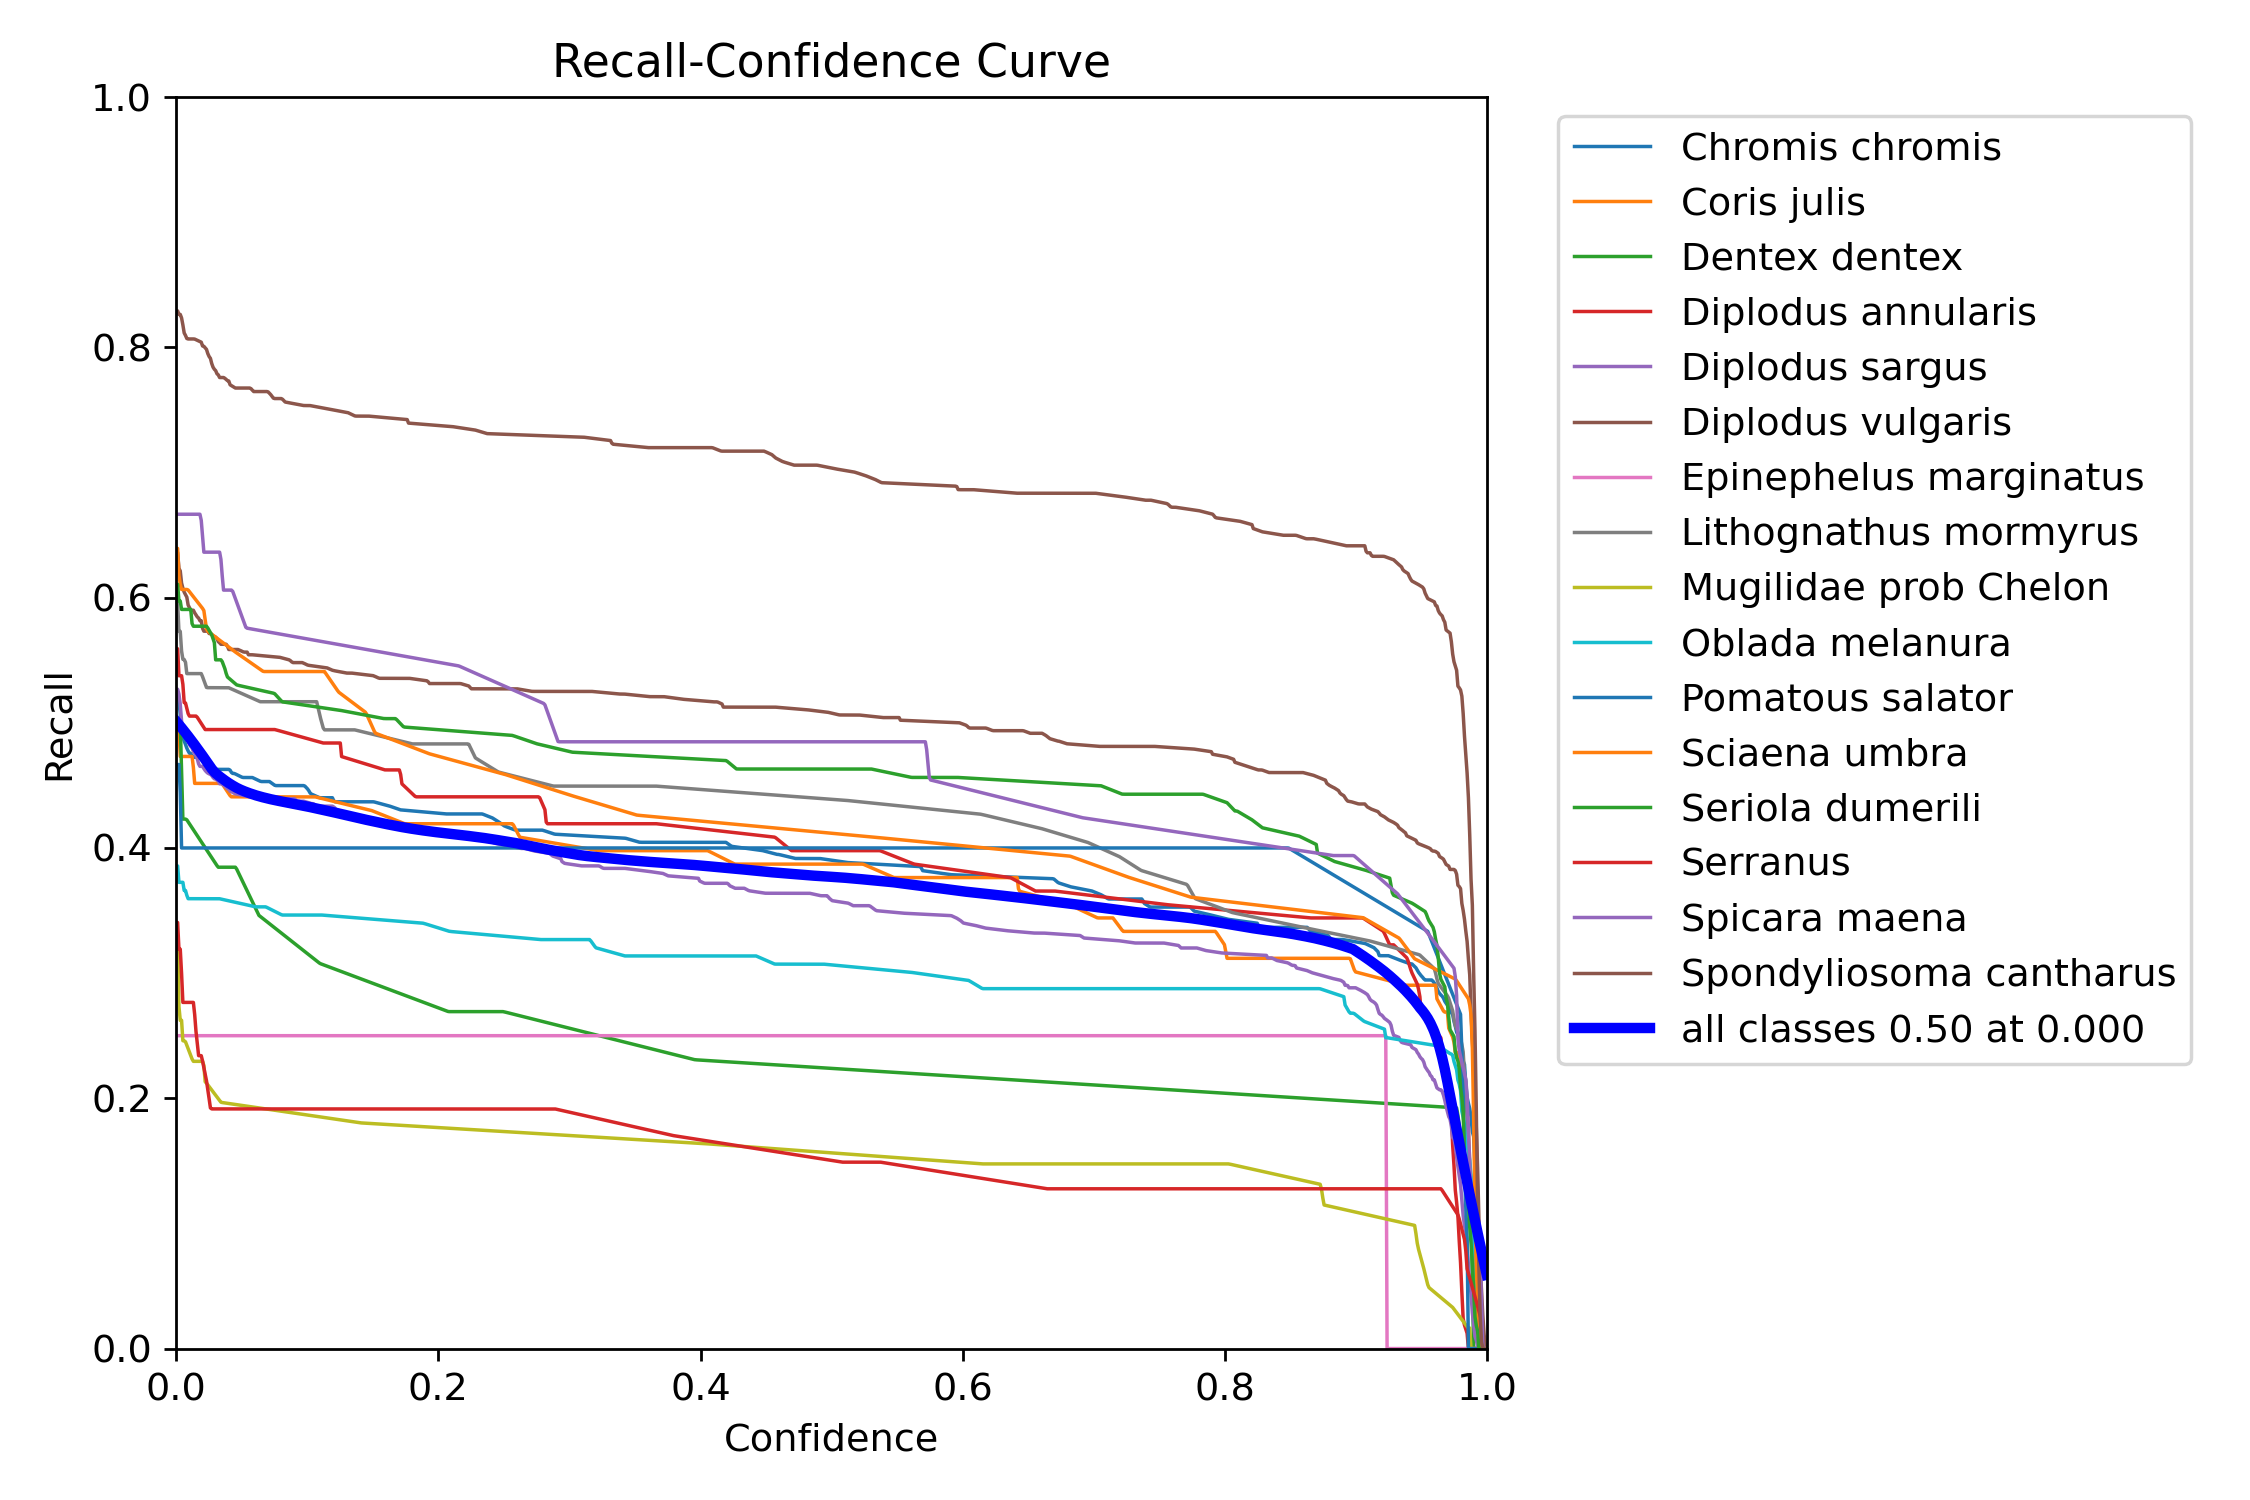 Recall-Confidence Curve
1.0
0.8
0.6
0.4
0.2
0.0
Recall
0.0 0.2 0.4 0.6 0.8 1.0
Confidence
Chromis chromis
Coris julis
Dentex dentex
Diplodus annularis
Diplodus sargus
Diplodus vulgaris
Epinephelus marginatus
Lithognathus mormyrus
Mugilidae prob Chelon
Oblada melanura
Pomatous salator
Sciaena umbra
Seriola dumerili
Serranus
Spicara maena
Spondyliosoma cantharus
all classes 0.50 at 0.000